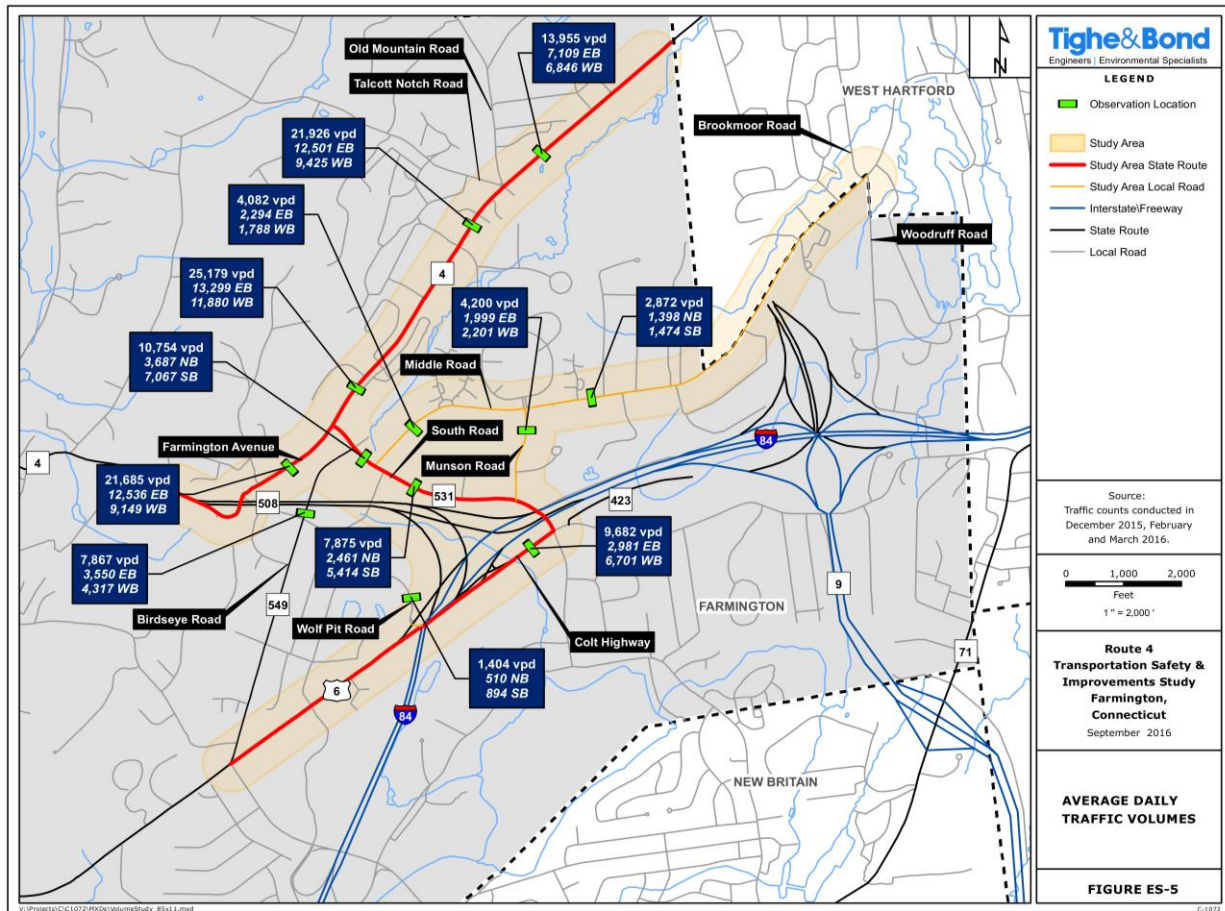 Old Mountain Road
Talcott Notch Road
13,955 vpd
7,109 EB
6,846 WB
N
WEST HARTFORD
Brookmoor Road
21,926 vpd
12,501 EB
9,425 WB
4,082 vpd
2,294 EB
1,788 WB
Woodruff Road
25,179 vpd
13,299 EB
11,880 WB
4
4,200 vpd
1,999 EB
2,201 WB
2,872 vpd
1,398 NB
1,474 SB
10,754 vpd
3,687 NB
7,067 SB
Middle Road
South Road
Farmington Avenue
Munson Road
84
4
21,685 vpd
12,536 EB
9,149 WB
508
531
423
7,867 vpd
3,550 EB
4,317 WB
7,875 vpd
2,461 NB
5,414 SB
9,682 vpd
2,981 EB
6,701 WB
9
Birdseye Road
549
Wolf Pit Road
FARMINGTON
Colt Highway
71
1,404 vpd
510 NB
894 SB
6
84
NEW BRITAIN
Tighe&Bond
Engineers | Environmental Specialists
LEGEND
Observation Location
Study Area
Study Area State Route
Study Area Local Road
Interstate\Freeway
State Route
Local Road
Source:
Traffic counts conducted in
December 2015, February
and March 2016.
0 1,000 2,000
Feet
1 " = 2,000 '
Route 4
Transportation Safety &
Improvements Study
Farmington,
Connecticut
September 2016
AVERAGE DAILY
TRAFFIC VOLUMES
FIGURE ES-5
V:\Projects\C\C1072\MXDs\VolumeStudy_85x11.mxd
C-1072